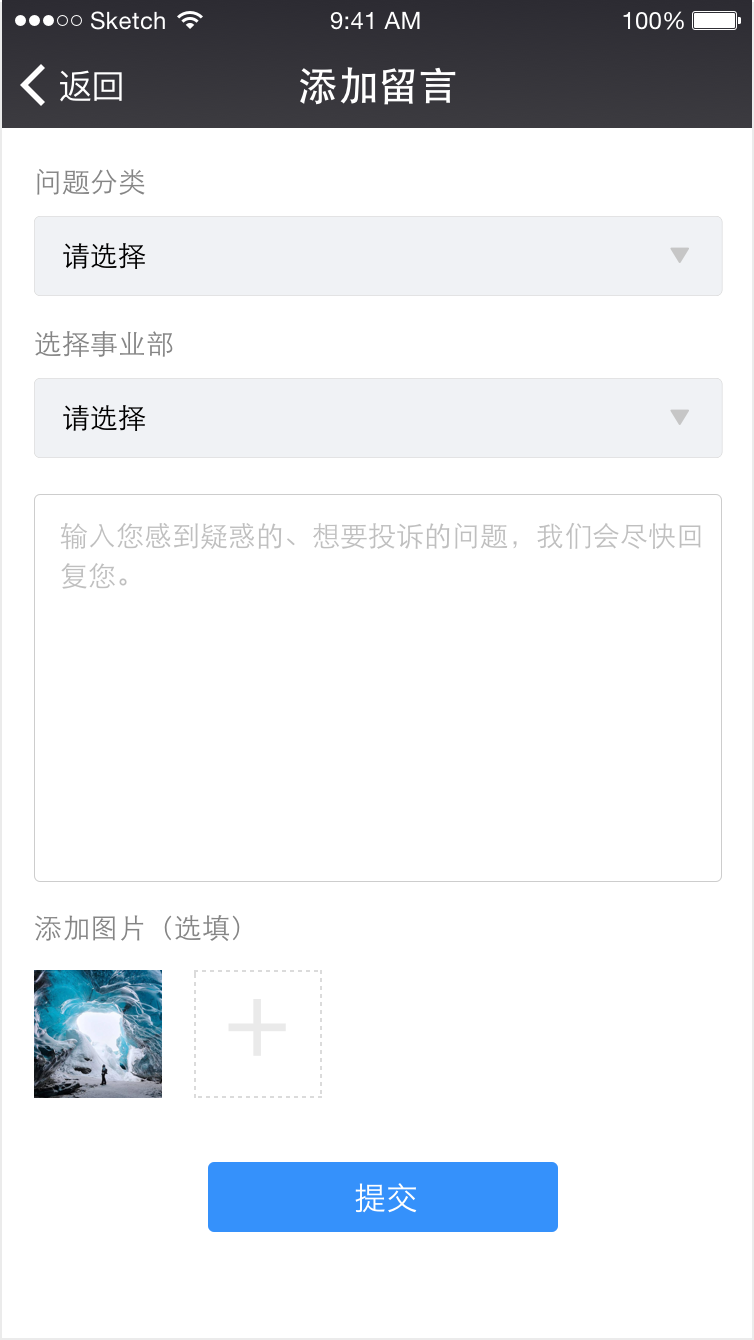 Sketch 9:41 AM 100%
返回 添加留言
问题分类
请选择
选择事业部
请选择
输入您感到疑惑的、想要投诉的问题，我们会尽快回
复您。
添加图片（选填）
提交